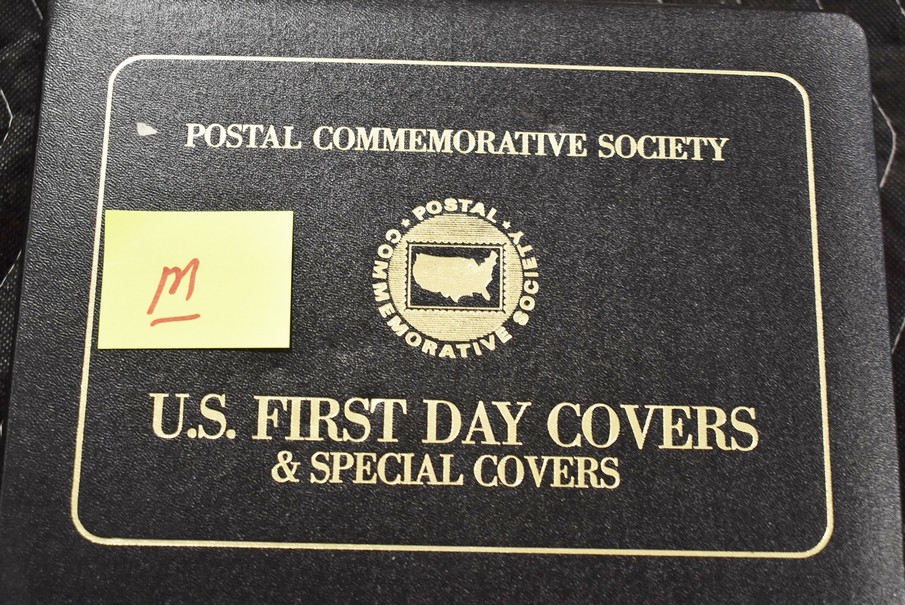 POSTAL COMMEMORATIVE SOCIETY
★ POSTAL ★
COMMEMORATIVE SOCIETY
M
U.S. FIRST DAY COVERS
& SPECIAL COVERS